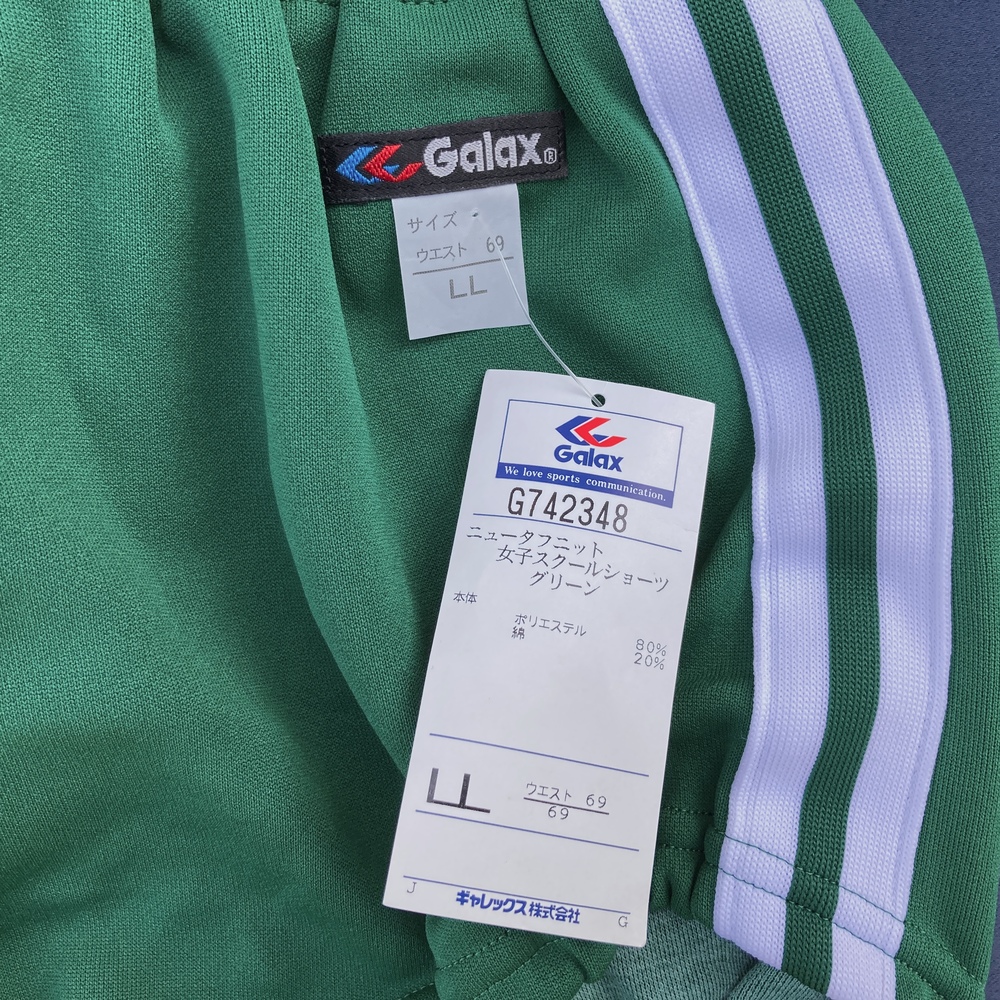 Galax®
サイズ
ウエスト 69
LL
Galax
We love sports communication.
G742348
ニュータフニット
女子スクールショーツ
グリーン
本体
ポリエステル 80%
綿 20%
LL
ウエスト 69
69
J G
ギャレックス株式会社